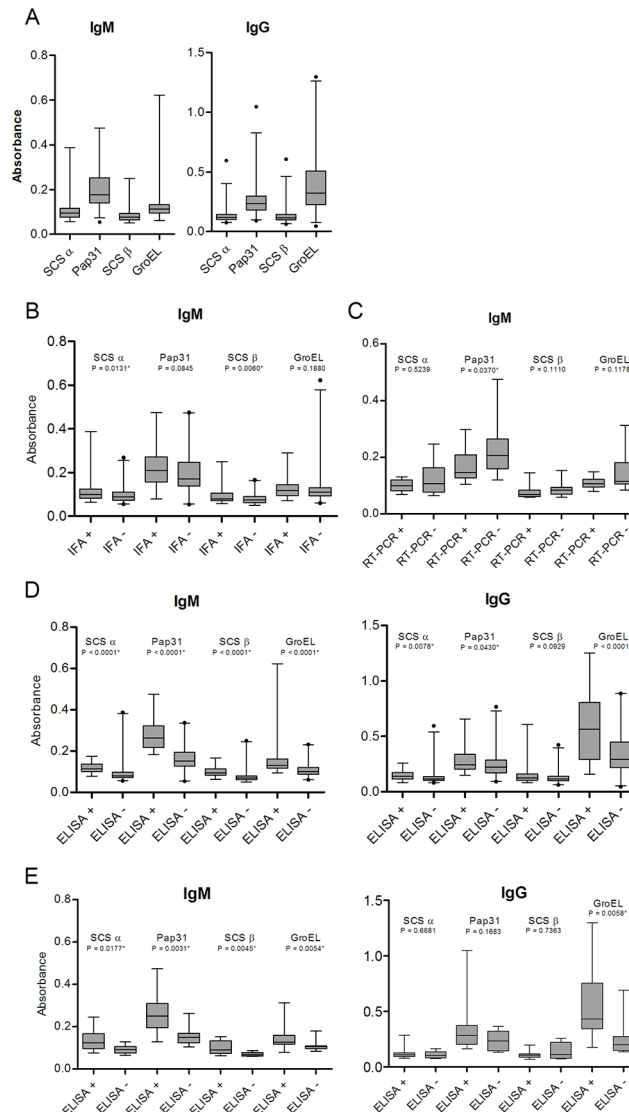 A
IgM
IgG
Absorbance
0.8
0.6
0.4
0.2
0.0
1.5
1.0
0.5
0.0
SCS α
Pap31
SCS β
GroEL
SCS α
Pap31
SCS β
GroEL
B
IgM
Absorbance
0.8
0.6
0.4
0.2
0.0
SCS α
Pap31
SCS β
GroEL
P = 0.0131*
P = 0.0845
P = 0.0060*
P = 0.1880
IFA +
IFA -
IFA +
IFA -
IFA +
IFA -
IFA +
IFA -
C
IgM
0.6
0.4
0.2
0.0
SCS α
Pap31
SCS β
GroEL
P = 0.5239
P = 0.0370*
P = 0.1110
P = 0.1178
RT-PCR +
RT-PCR -
RT-PCR +
RT-PCR -
RT-PCR +
RT-PCR -
RT-PCR +
RT-PCR -
D
IgM
Absorbance
0.8
0.6
0.4
0.2
0.0
SCS α
Pap31
SCS β
GroEL
P < 0.0001*
P < 0.0001*
P < 0.0001*
P < 0.0001*
ELISA +
ELISA -
ELISA +
ELISA -
ELISA +
ELISA -
ELISA +
ELISA -
IgG
1.5
1.0
0.5
0.0
SCS α
Pap31
SCS β
GroEL
P = 0.0078*
P = 0.0430*
P = 0.0929
P < 0.0001
ELISA +
ELISA -
ELISA +
ELISA -
ELISA +
ELISA -
ELISA +
ELISA -
E
IgM
Absorbance
0.8
0.6
0.4
0.2
0.0
SCS α
Pap31
SCS β
GroEL
P = 0.0177*
P = 0.0031*
P = 0.0045*
P = 0.0054*
ELISA +
ELISA -
ELISA +
ELISA -
ELISA +
ELISA -
ELISA +
ELISA -
IgG
1.5
1.0
0.5
0.0
SCS α
Pap31
SCS β
GroEL
P = 0.6681
P = 0.1683
P = 0.7363
P = 0.0058*
ELISA +
ELISA -
ELISA +
ELISA -
ELISA +
ELISA -
ELISA +
ELISA -